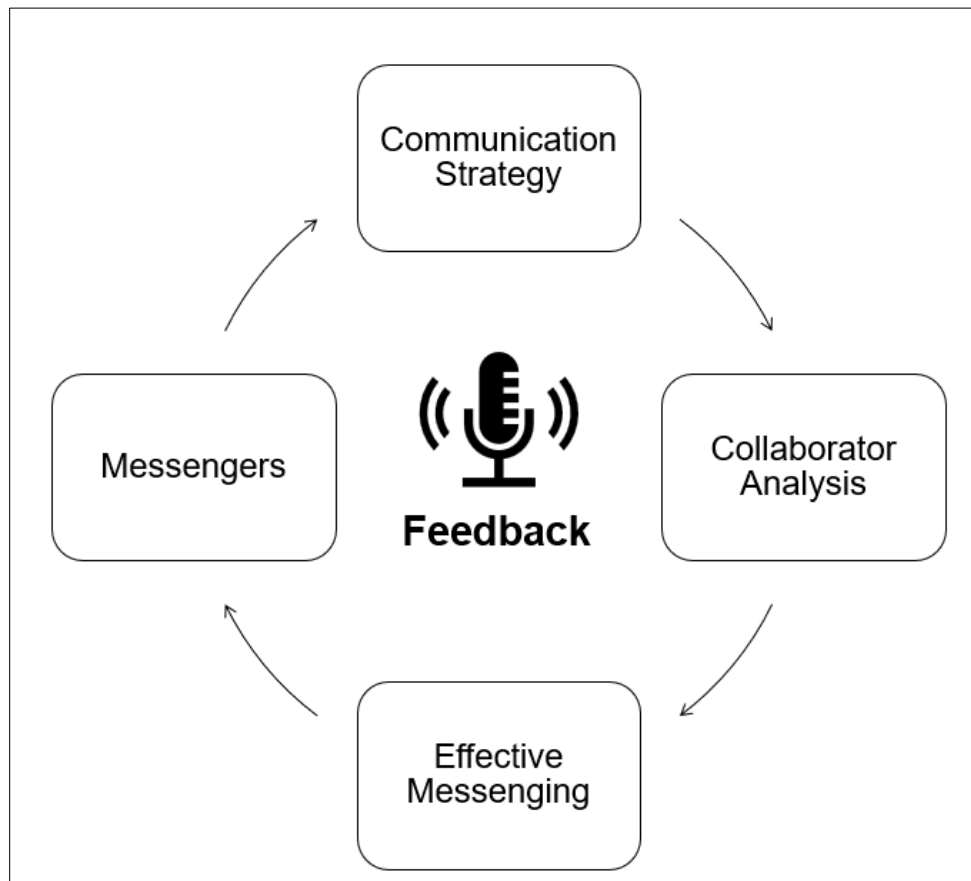 Communication
Strategy
Messengers
Feedback
Collaborator
Analysis
Effective
Messenging